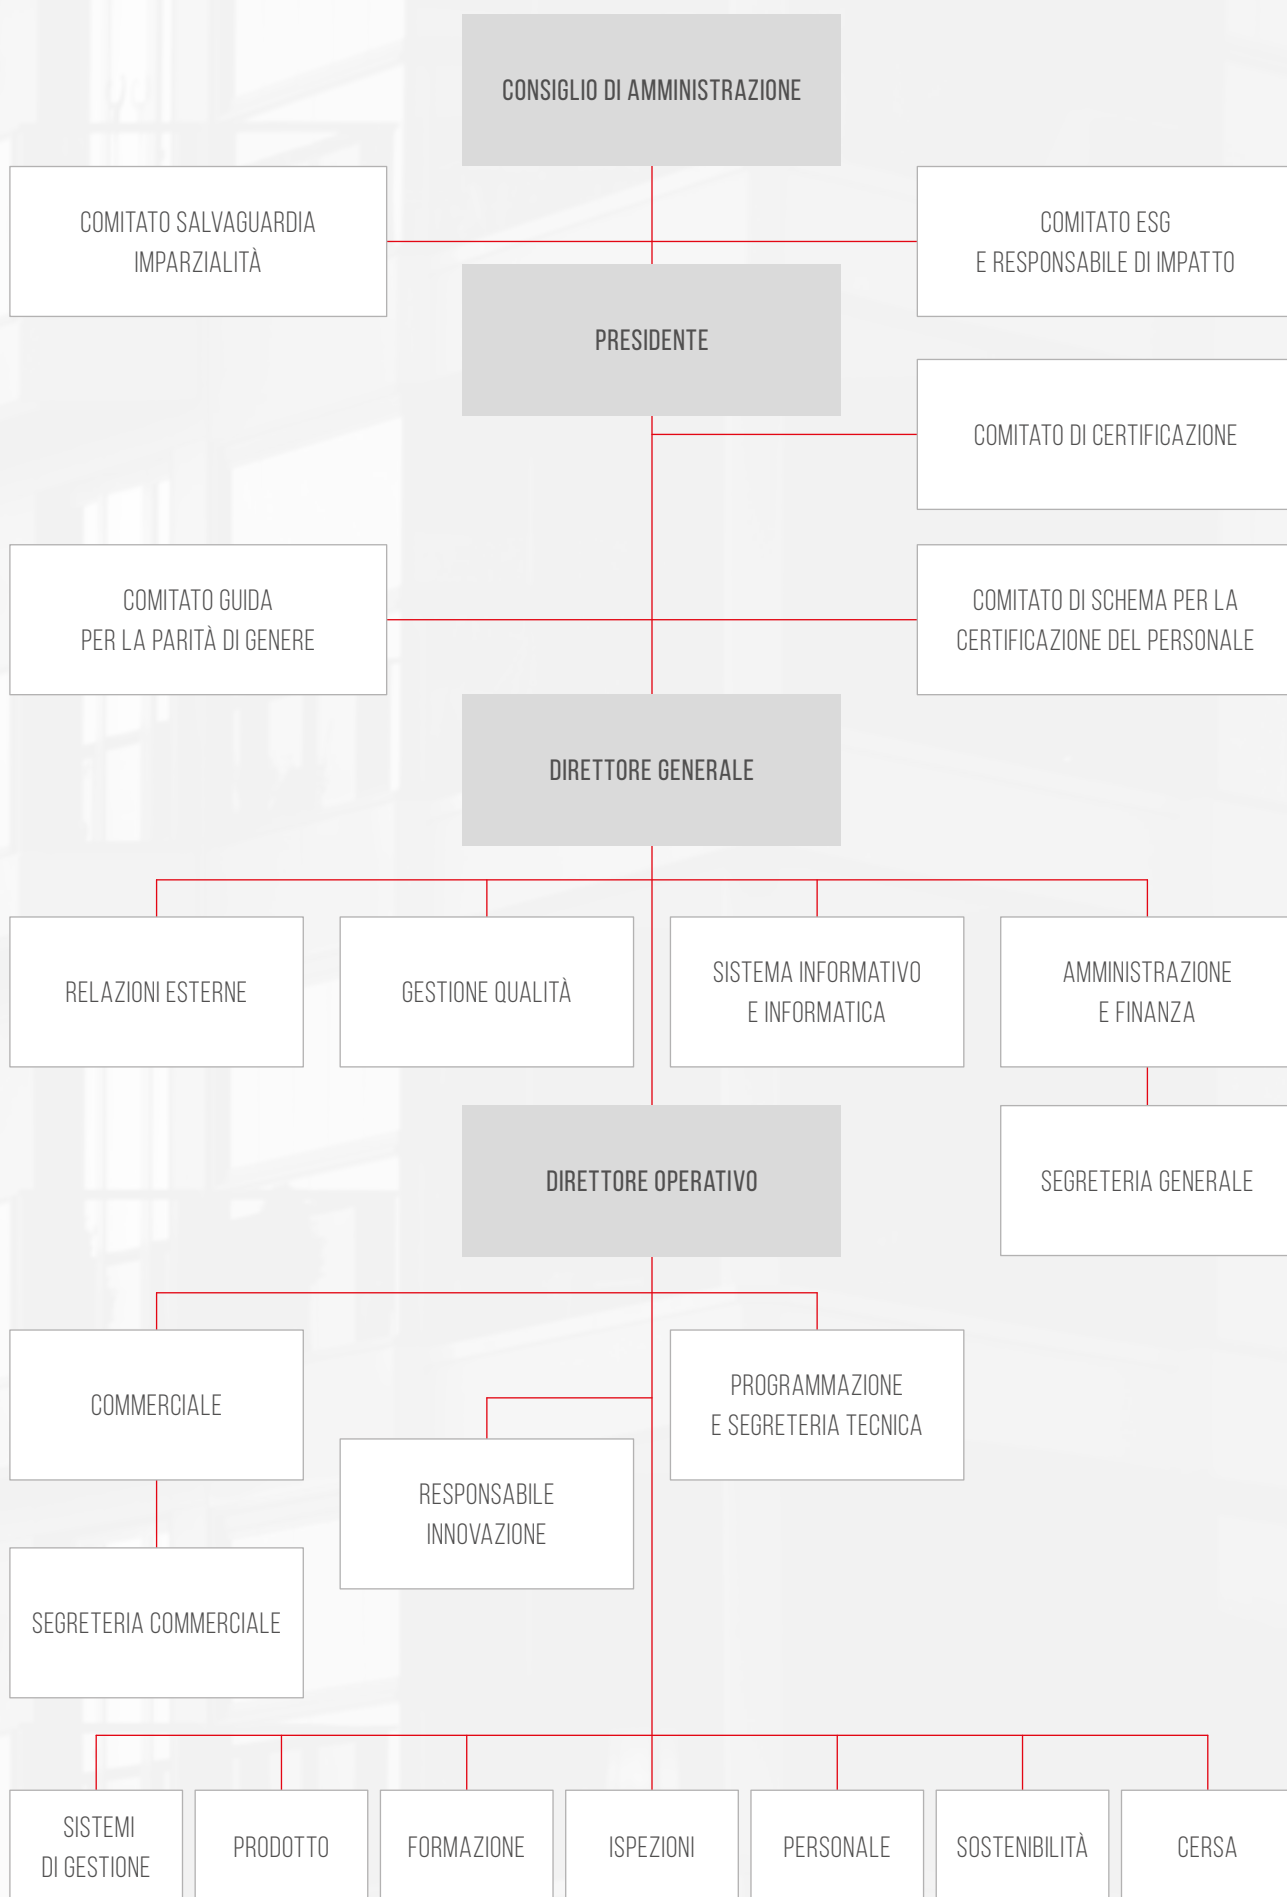 CONSIGLIO DI AMMINISTRAZIONE
COMITATO SALVAGUARDIA
IMPARZIALITÀ
COMITATO ESG
E RESPONSABILE DI IMPATTO
PRESIDENTE
COMITATO DI CERTIFICAZIONE
COMITATO GUIDA
PER LA PARITÀ DI GENERE
COMITATO DI SCHEMA PER LA
CERTIFICAZIONE DEL PERSONALE
DIRETTORE GENERALE
RELAZIONI ESTERNE
GESTIONE QUALITÀ
SISTEMA INFORMATIVO
E INFORMATICA
AMMINISTRAZIONE
E FINANZA
DIRETTORE OPERATIVO
SEGRETERIA GENERALE
COMMERCIALE
PROGRAMMAZIONE
E SEGRETERIA TECNICA
RESPONSABILE
INNOVAZIONE
SEGRETERIA COMMERCIALE
SISTEMI
DI GESTIONE
PRODOTTO
FORMAZIONE
ISPEZIONI
PERSONALE
SOSTENIBILITÀ
CERSA